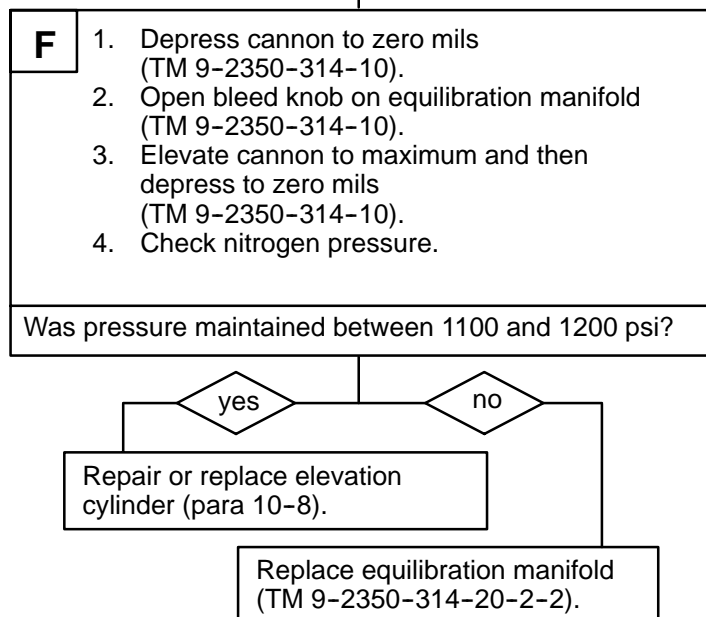 F
1. Depress cannon to zero mils
(TM 9-2350-314-10).
2. Open bleed knob on equilibration manifold
(TM 9-2350-314-10).
3. Elevate cannon to maximum and then
depress to zero mils
(TM 9-2350-314-10).
4. Check nitrogen pressure.
Was pressure maintained between 1100 and 1200 psi?
yes
no
Repair or replace elevation
cylinder (para 10-8).
Replace equilibration manifold
(TM 9-2350-314-20-2-2).